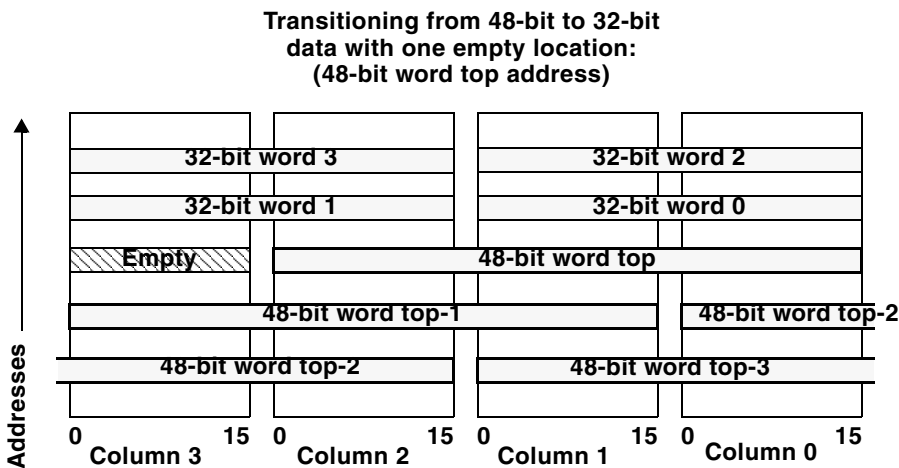 Transitioning from 48-bit to 32-bit
data with one empty location:
(48-bit word top address)
32-bit word 3
32-bit word 2
32-bit word 1
32-bit word 0
Empty
48-bit word top
48-bit word top-1
48-bit word top-2
48-bit word top-2
48-bit word top-3
Addresses
0 15
0 15
0 15
0 15
Column 3
Column 2
Column 1
Column 0